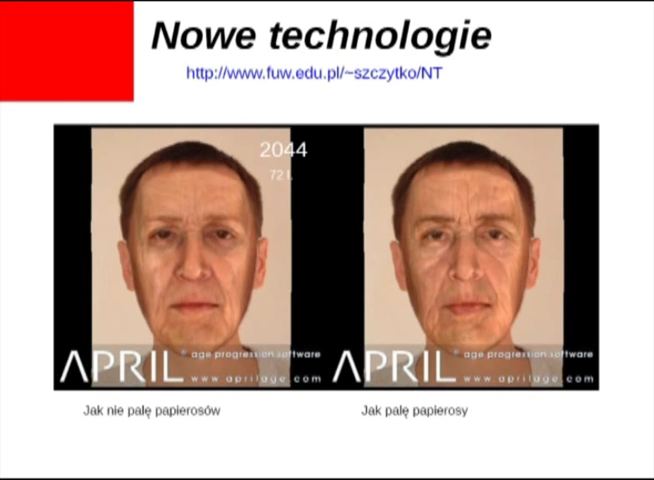 Nowe technologie
http://www.fuw.edu.pl/~szczytko/NT
2044
72 l.
APRIL® age progression software
www.aprilage.com
APRIL® age progression software
www.aprilage.com
Jak nie palę papierosów
Jak palę papierosy